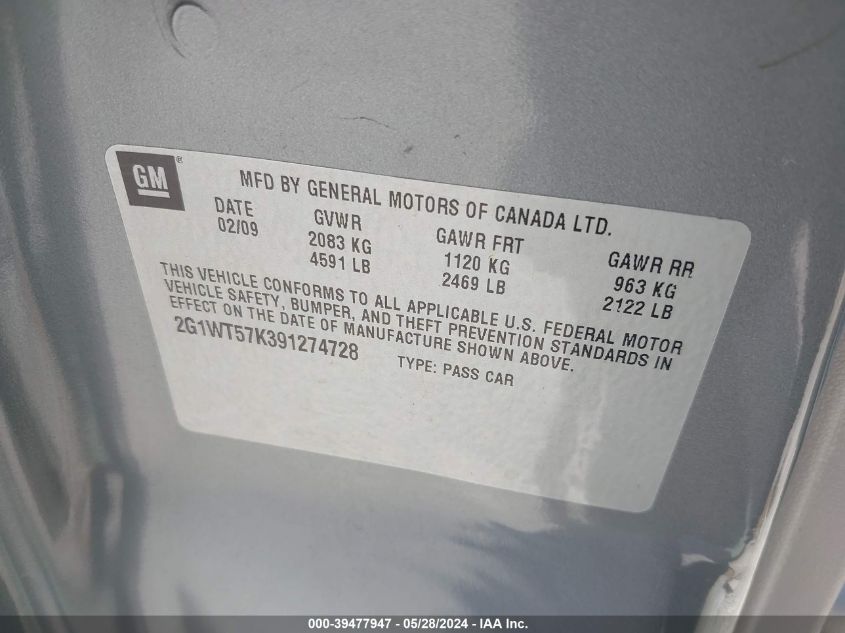 GM®
MFD BY GENERAL MOTORS OF CANADA LTD.
DATE GVWR GAWR FRT GAWR RR
02/09 2083 KG 1120 KG 963 KG
4591 LB 2469 LB 2122 LB
THIS VEHICLE CONFORMS TO ALL APPLICABLE U.S. FEDERAL MOTOR
VEHICLE SAFETY, BUMPER, AND THEFT PREVENTION STANDARDS IN
EFFECT ON THE DATE OF MANUFACTURE SHOWN ABOVE.
2G1WT57K391274728 TYPE: PASS CAR
000-39477947 / 05/28/2024 - IAA Inc.